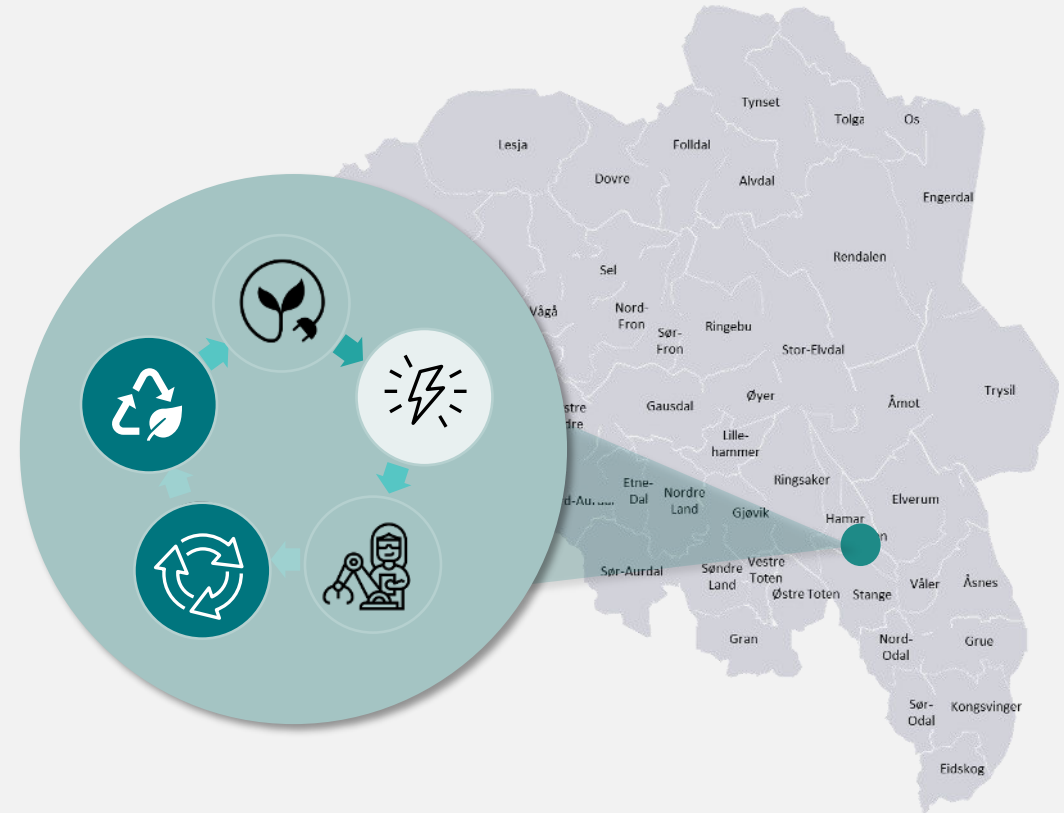 Tynset
Tolga
Os
Lesja
Folldal
Dovre
Alvdal
Engerdal
Rendalen
Sel
Vågå
Nord-
Fron
Sør-
Fron
Ringebu
Stor-Elvdal
Trysil
Øyer
Gausdal
Åmot
stre
dre
Lille-
hammer
Ringsaker
Etne-
Dal
Nordre
Land
Elverum
Gjøvik
Hamar
Sør-Aurdal
Søndre
Land
Vestre
Toten
Østre Toten
Stange
Våler
Åsnes
Gran
Nord-
Odal
Grue
Sør-
Odal
Kongsvinger
Eidskog